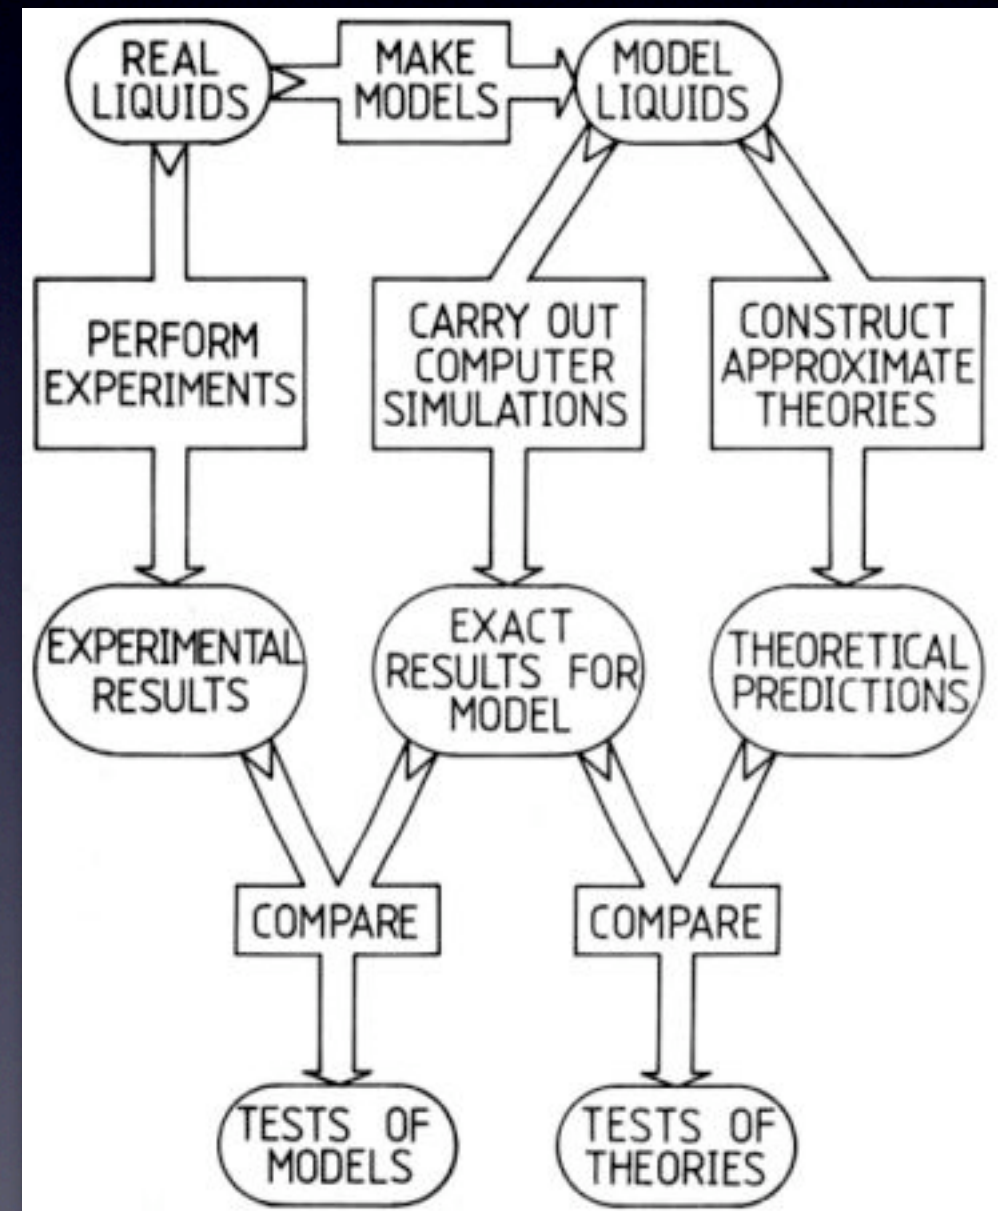 REAL
LIQUIDS
MAKE
MODELS
MODEL
LIQUIDS
PERFORM
EXPERIMENTS
CARRY OUT
COMPUTER
SIMULATIONS
CONSTRUCT
APPROXIMATE
THEORIES
EXPERIMENTAL
RESULTS
EXACT
RESULTS FOR
MODEL
THEORETICAL
PREDICTIONS
COMPARE
COMPARE
TESTS OF
MODELS
TESTS OF
THEORIES